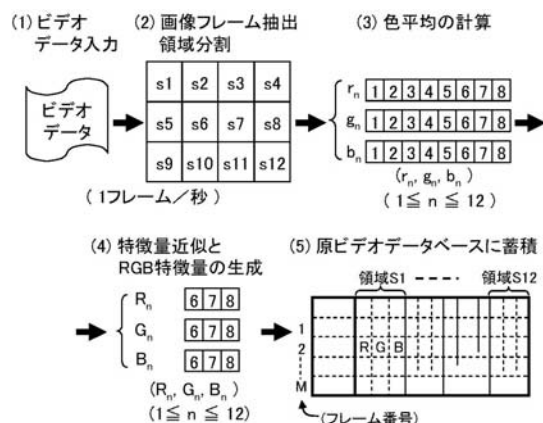 (1) ビデオ
データ入力
ビデオ
データ
(2) 画像フレーム抽出
領域分割
s1 s2 s3 s4
s5 s6 s7 s8
s9 s10 s11 s12
(1フレーム/秒)
(3) 色平均の計算
rn 1 2 3 4 5 6 7 8
gn 1 2 3 4 5 6 7 8
bn 1 2 3 4 5 6 7 8
(rn, gn, bn)
(1≦ n ≦ 12)
(4) 特徴量近似と
RGB特徴量の生成
Rn 6 7 8
Gn 6 7 8
Bn 6 7 8
(Rn, Gn, Bn)
(1≦ n ≦ 12)
(5) 原ビデオデータベースに蓄積
領域S1 ---- 領域S12
1
2 R G B
M
(フレーム番号)